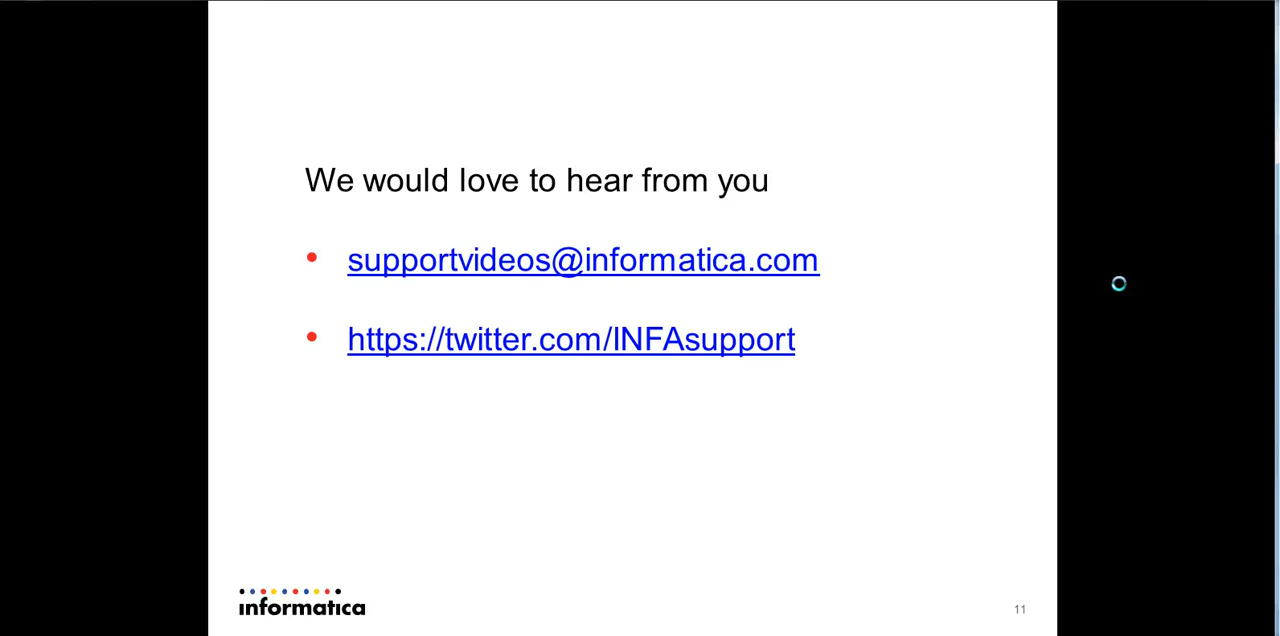 We would love to hear from you
• supportvideos@informatica.com
• https://twitter.com/INFAsupport
informatica
11